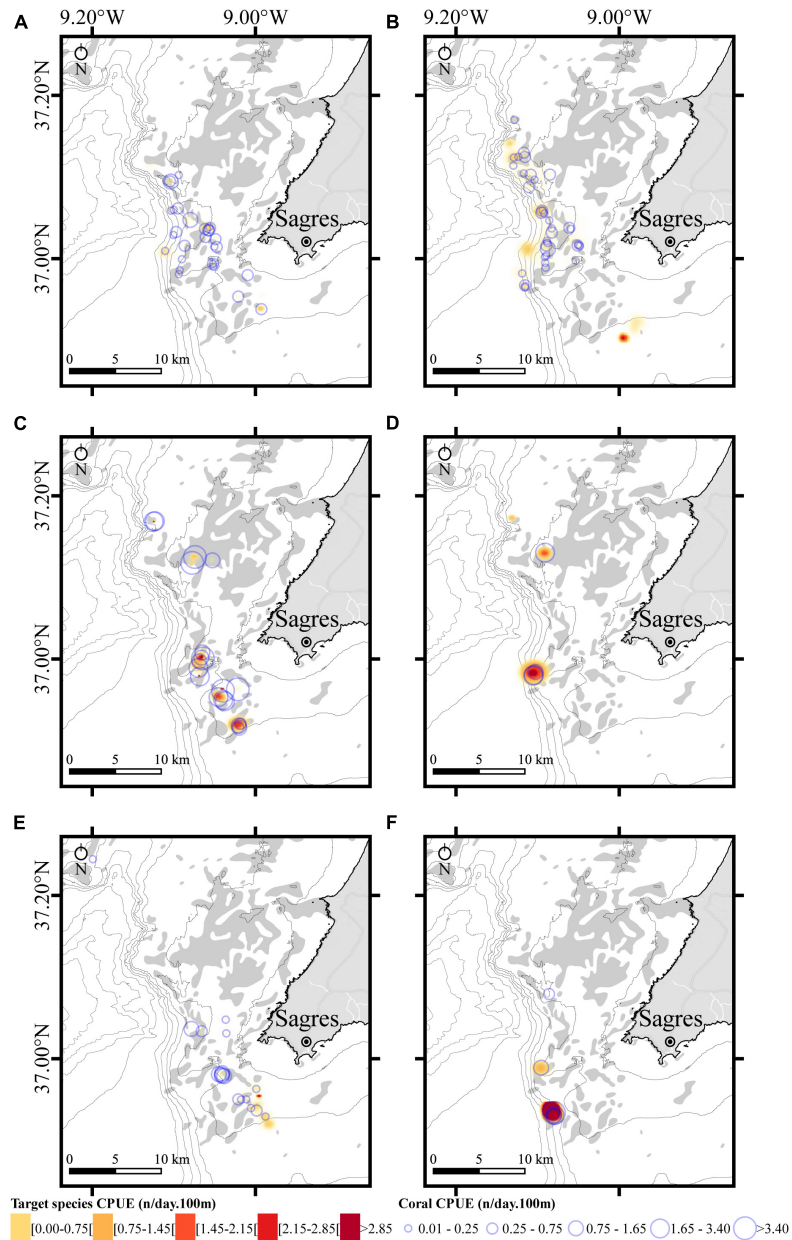 9.20°W 9.00°W 9.20°W 9.00°W
A B
N N
37.20°N
37.00°N
Sagres Sagres
0 5 10 km 0 5 10 km
C D
N N
37.20°N
37.00°N
Sagres Sagres
0 5 10 km 0 5 10 km
E F
N N
37.20°N
37.00°N
Sagres Sagres
0 5 10 km 0 5 10 km
Target species CPUE (n/day.100m) Coral CPUE (n/day.100m)
[0.00-0.75[ [0.75-1.45[ [1.45-2.15[ [2.15-2.85[ >2.85 0.01 - 0.25 0.25 - 0.75 0.75 - 1.65 1.65 - 3.40 >3.40